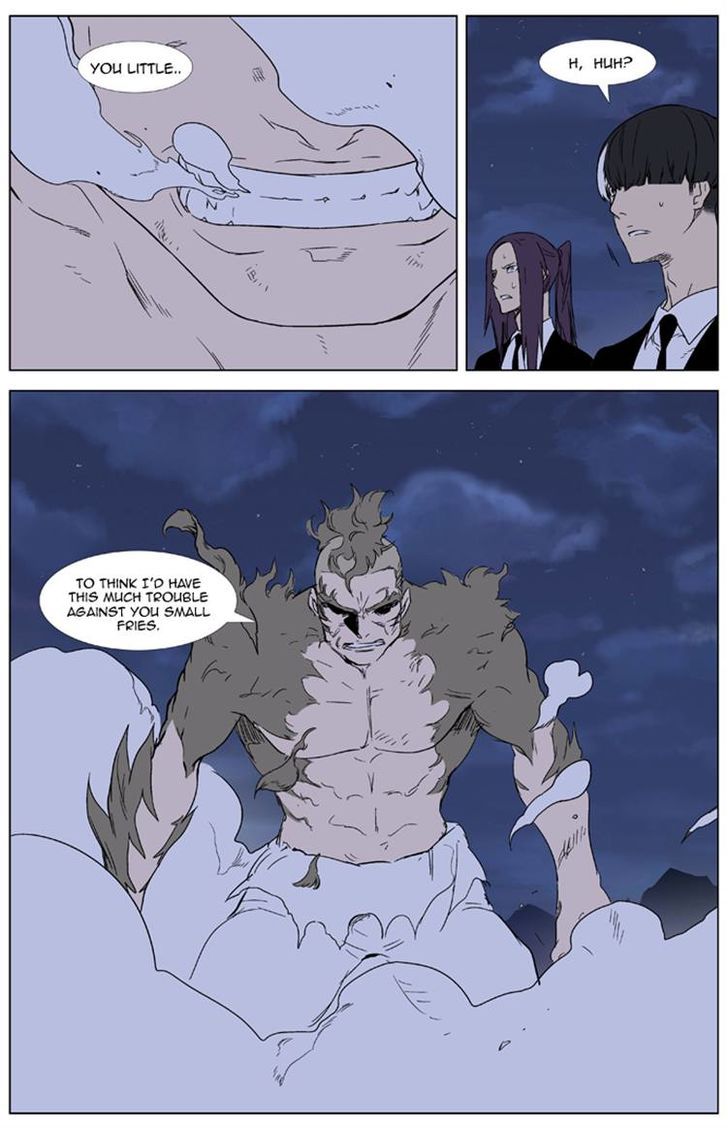 YOU LITTLE..
H, HUH?
TO THINK I'D HAVE
THIS MUCH TROUBLE
AGAINST YOU SMALL
FRIES.